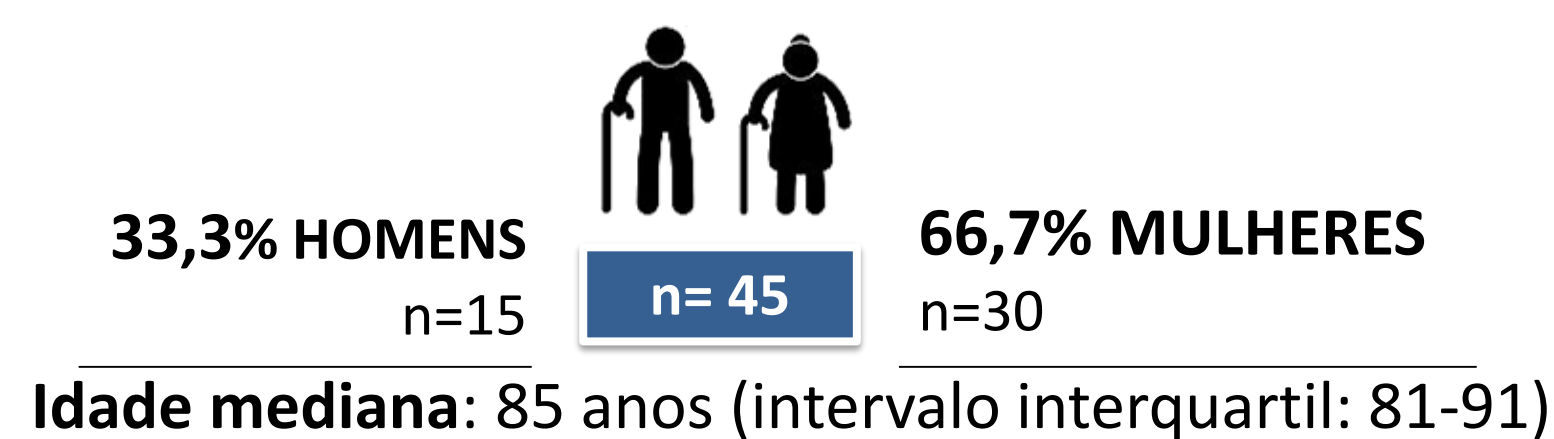 33,3% HOMENS
n=15
n= 45
66,7% MULHERES
n=30
Idade mediana: 85 anos (intervalo interquartil: 81-91)